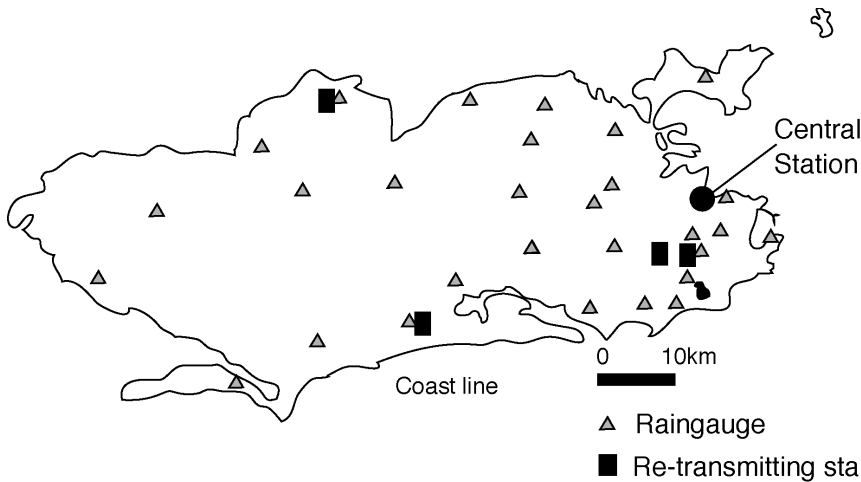 Central
Station
0 10km
Coast line
Raingauge
Re-transmitting sta